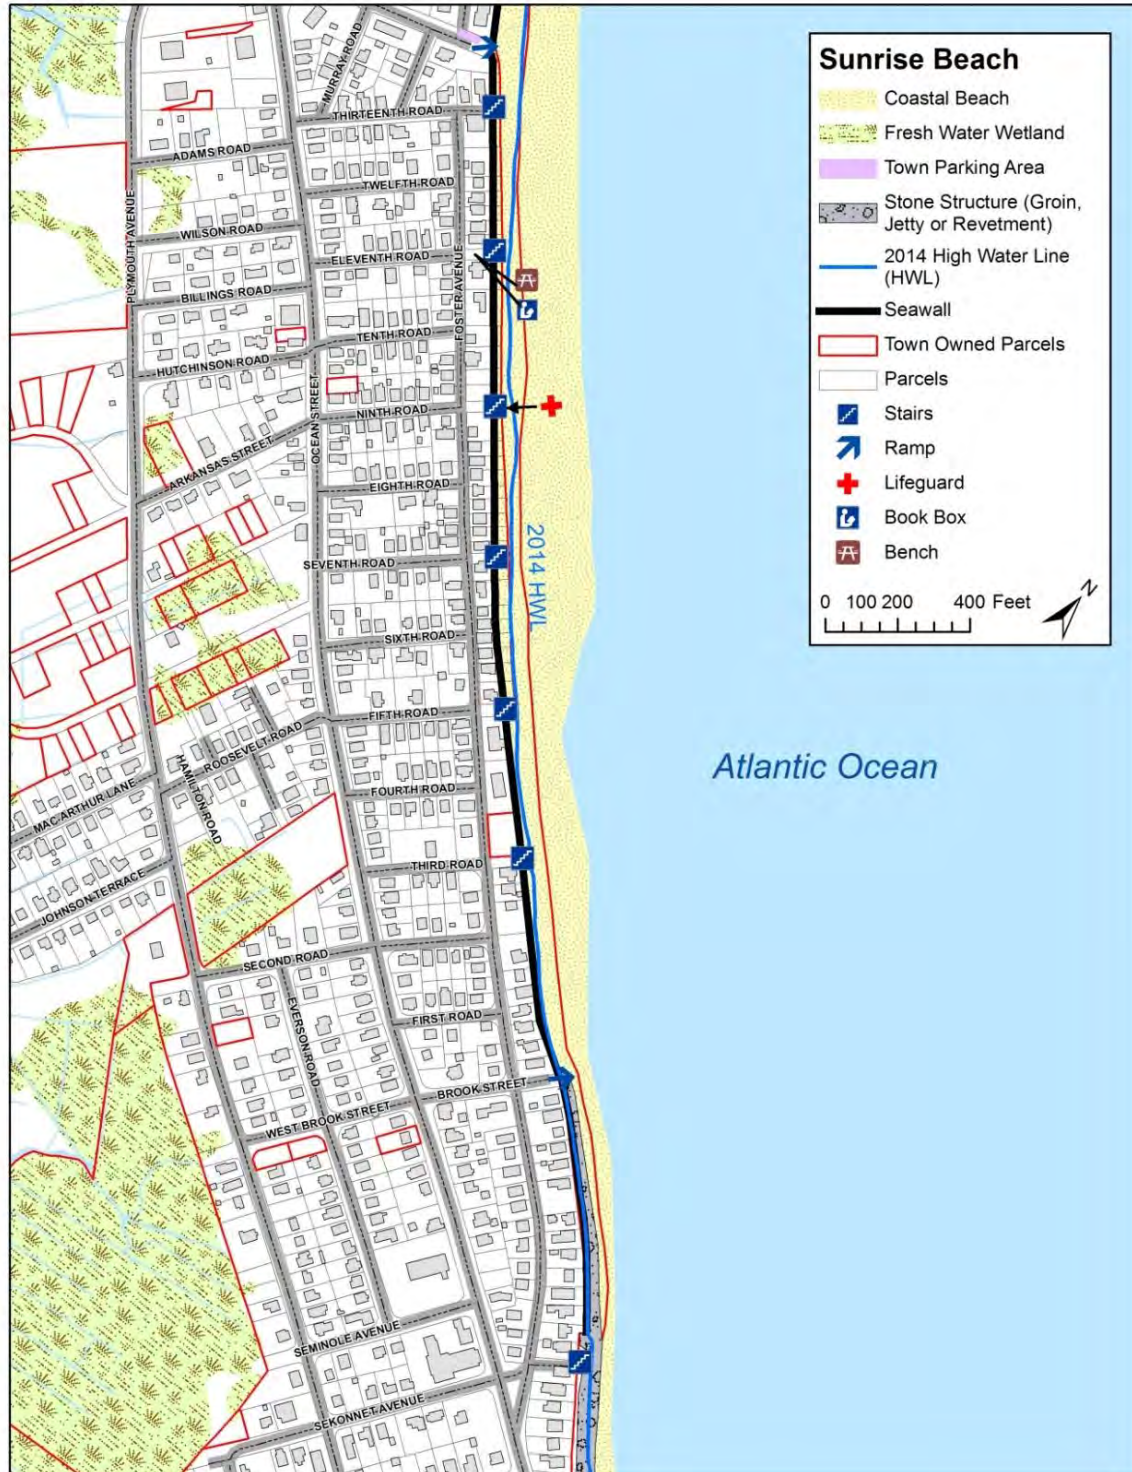 Sunrise Beach
Coastal Beach
Fresh Water Wetland
Town Parking Area
Stone Structure (Groin,
Jetty or Revetment)
2014 High Water Line
(HWL)
Seawall
Town Owned Parcels
Parcels
Stairs
Ramp
Lifeguard
Book Box
Bench
0 100 200 400 Feet
N
MURRAY ROAD
THIRTEENTH ROAD
ADAMS ROAD
TWELFTH ROAD
PLYMOUTH AVENUE
WILSON ROAD
ELEVENTH ROAD
FOSTER AVENUE
BILLINGS ROAD
TENTH ROAD
HUTCHINSON ROAD
OCEAN STREET
NINTH ROAD
ARKANSAS STREET
EIGHTH ROAD
2014 HWL
SEVENTH ROAD
SIXTH ROAD
FIFTH ROAD
ROOSEVELT ROAD
HAMILTON ROAD
MAC ARTHUR LANE
FOURTH ROAD
Atlantic Ocean
THIRD ROAD
JOHNSON TERRACE
SECOND ROAD
EVERSON ROAD
FIRST ROAD
BROOK STREET
WEST BROOK STREET
SEMINOLE AVENUE
SEKONNET AVENUE